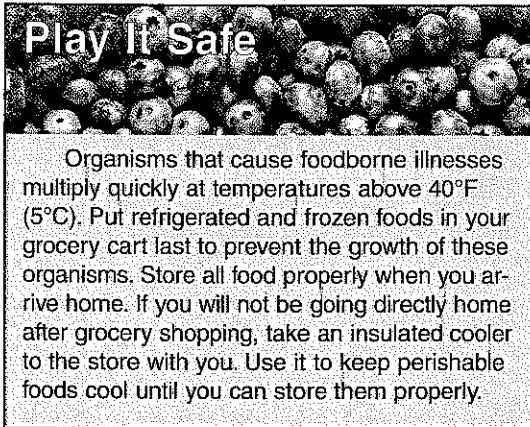 Play It Safe
Organisms that cause foodborne illnesses
multiply quickly at temperatures above 40°F
(5°C). Put refrigerated and frozen foods in your
grocery cart last to prevent the growth of these
organisms. Store all food properly when you ar-
rive home. If you will not be going directly home
after grocery shopping, take an insulated cooler
to the store with you. Use it to keep perishable
foods cool until you can store them properly.